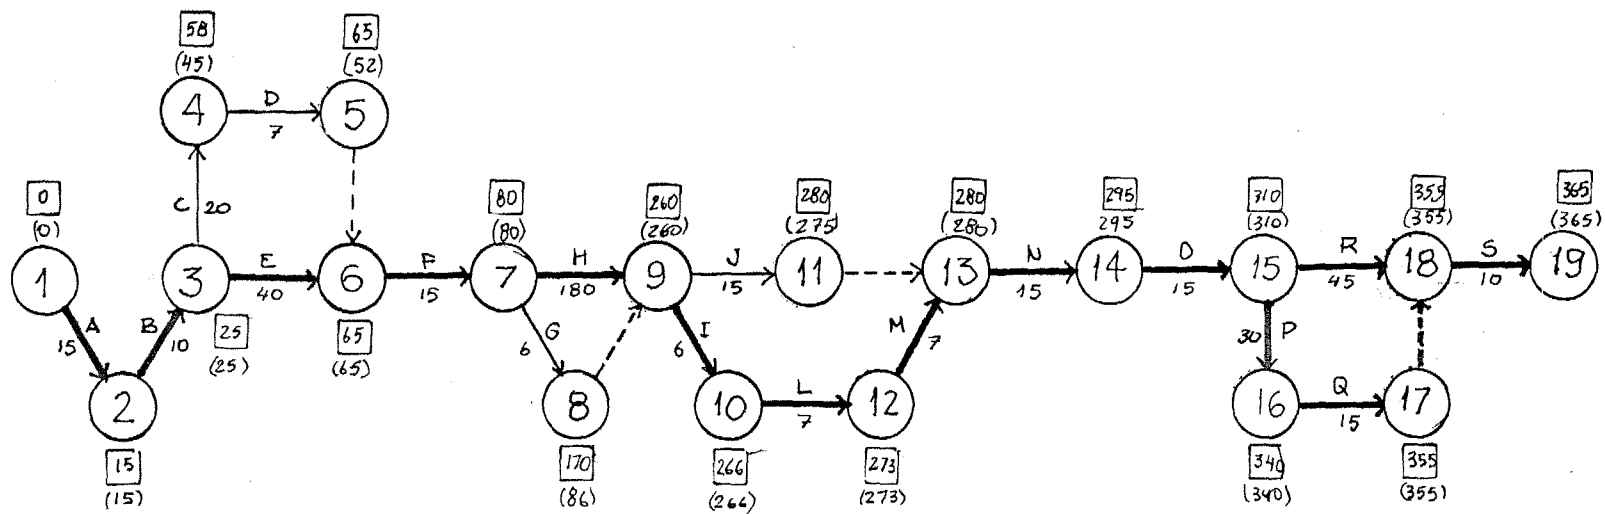 58 65
(45) (52)
4 D 5
7
0 80 260 280 280 295 310 355 365
(0) C 20 (80) (260) (275) (280) 295 (310) (355) (365)
1 3 E 6 F 7 H 9 J 11 13 N 14 O 15 R 18 S 19
40 15 180 15 15 15 45 10
A B 25 65 G I M P
15 10 (25) (65) 6 6 7 30
2 8 10 L 12 16 Q 17
7 15
15 170 266 273 340 355
(15) (86) (266) (273) (340) (355)